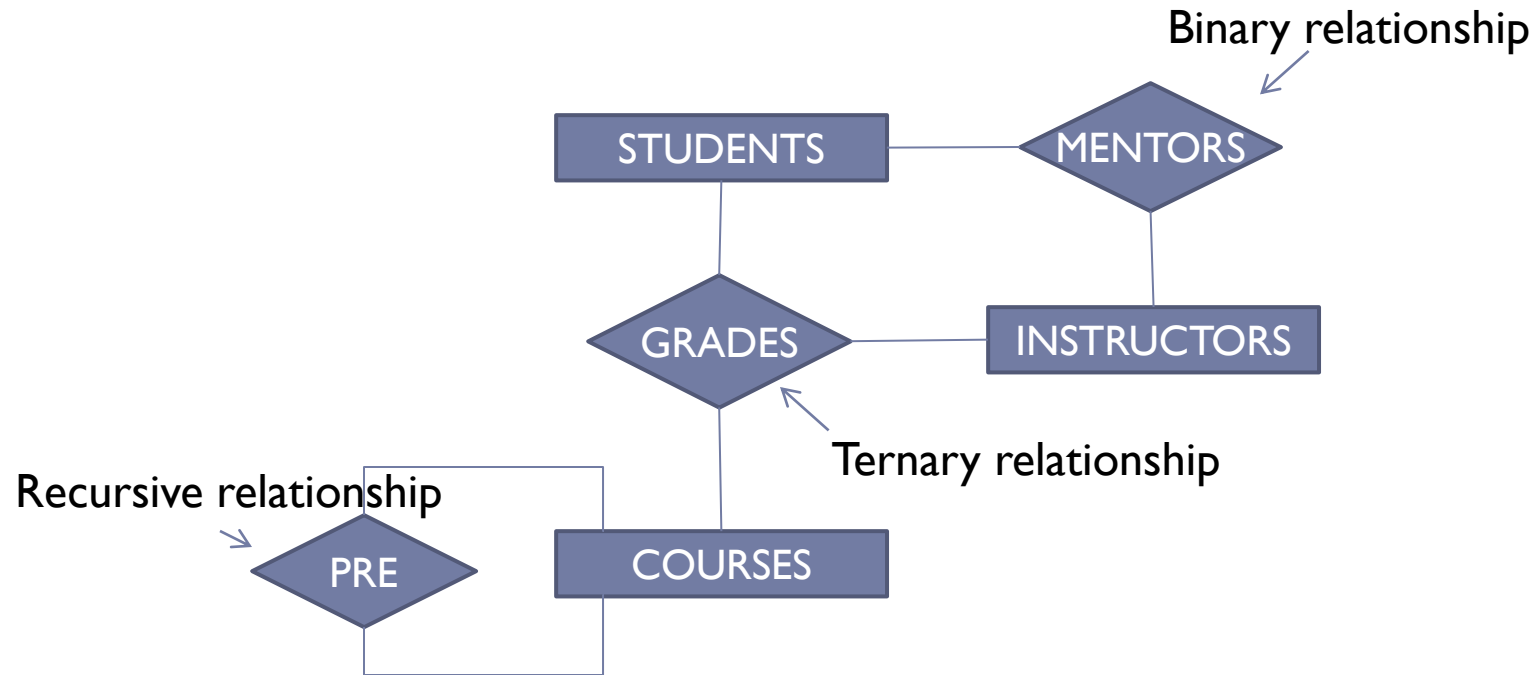 Binary relationship
STUDENTS
MENTORS
GRADES
INSTRUCTORS
Ternary relationship
Recursive relationship
PRE
COURSES